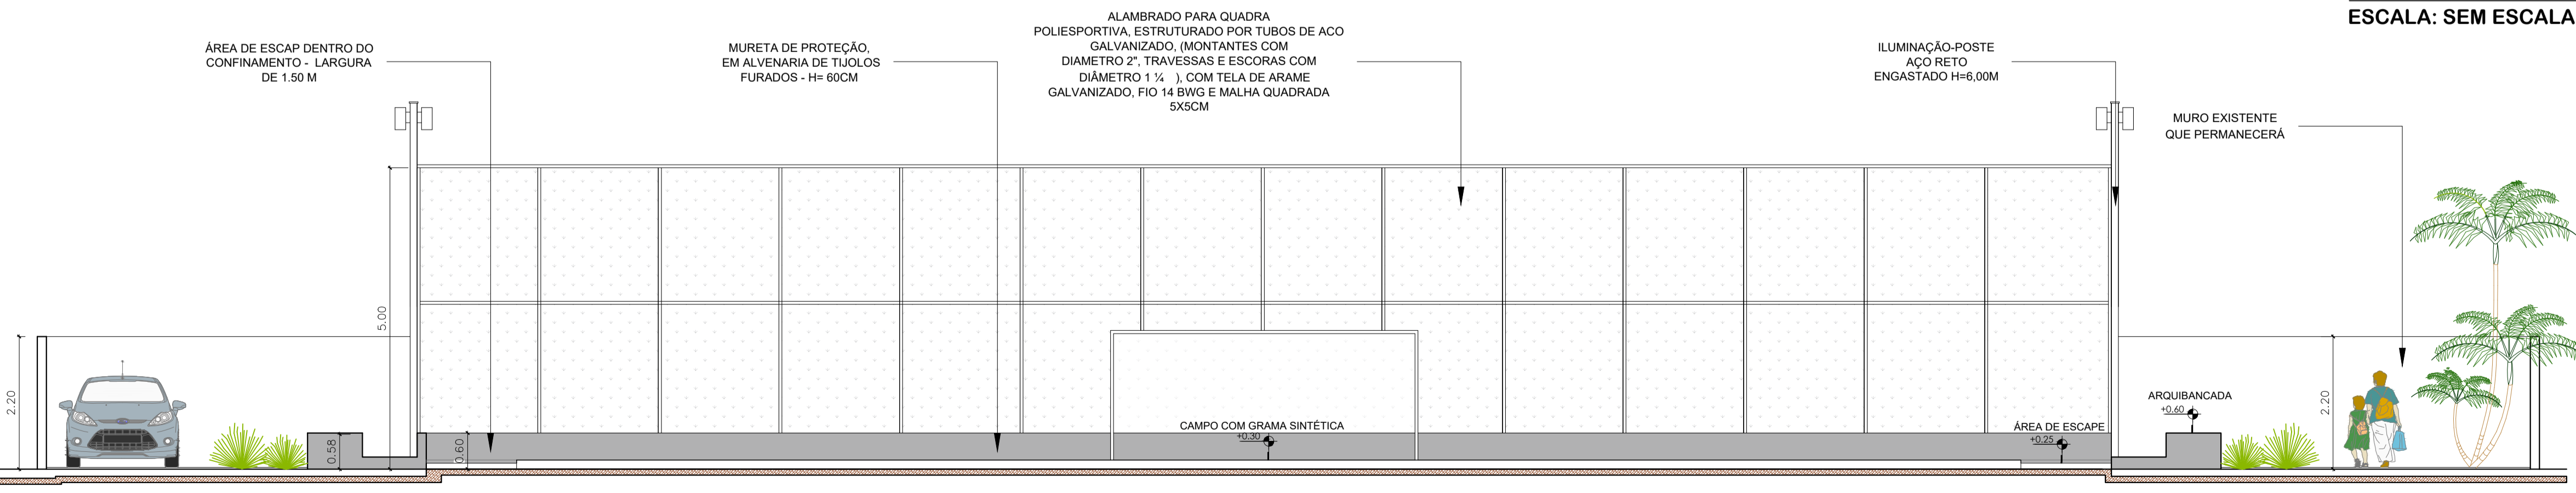 ESCALA: SEM ESCALA
ÁREA DE ESCAP DENTRO DO
CONFINAMENTO - LARGURA
DE 1.50 M
MURETA DE PROTEÇÃO,
EM ALVENARIA DE TIJOLOS
FURADOS - H= 60CM
ALAMBRADO PARA QUADRA
POLIESPORTIVA, ESTRUTURADO POR TUBOS DE ACO
GALVANIZADO, (MONTANTES COM
DIAMETRO 2", TRAVESSAS E ESCORAS COM
DIÂMETRO 1 ¼ ), COM TELA DE ARAME
GALVANIZADO, FIO 14 BWG E MALHA QUADRADA
5X5CM
ILUMINAÇÃO-POSTE
AÇO RETO
ENGASTADO H=6,00M
MURO EXISTENTE
QUE PERMANECERÁ
2.20
0.58
5.00
0.60
CAMPO COM GRAMA SINTÉTICA
+0.30
ÁREA DE ESCAPE
+0.25
ARQUIBANCADA
+0.60
2.20